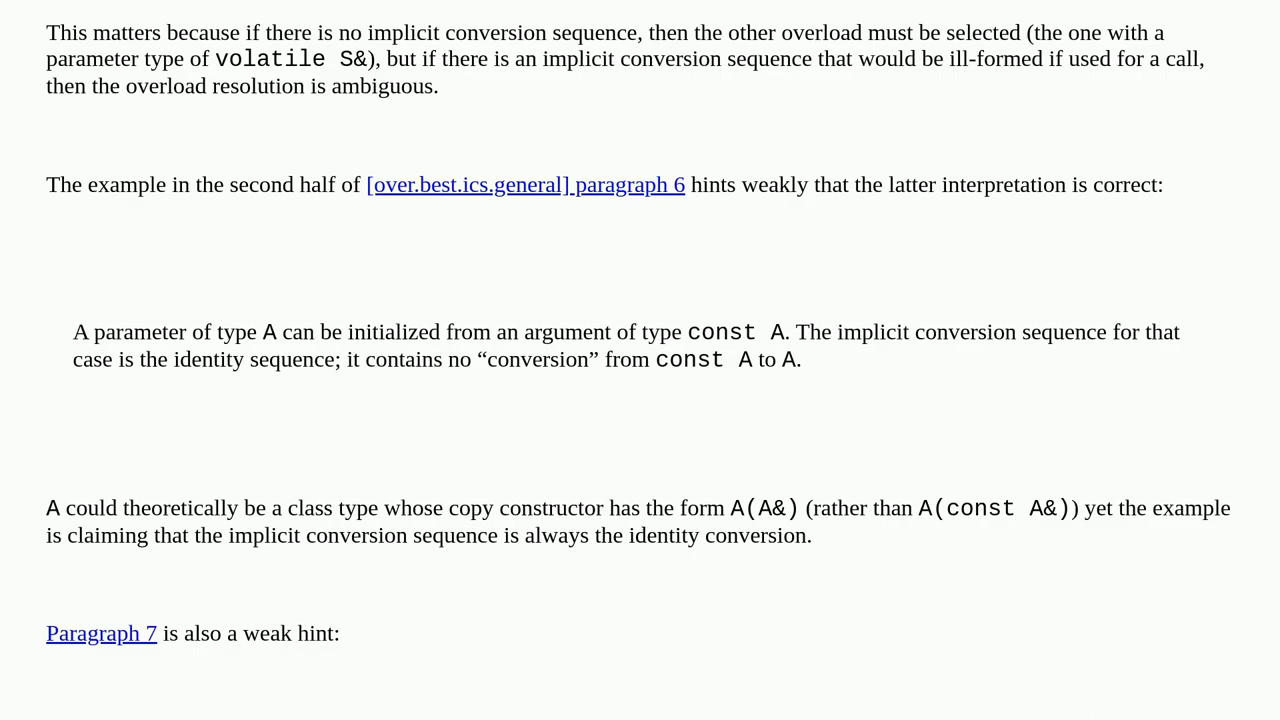 This matters because if there is no implicit conversion sequence, then the other overload must be selected (the one with a
parameter type of volatile S&), but if there is an implicit conversion sequence that would be ill-formed if used for a call,
then the overload resolution is ambiguous.
The example in the second half of [over.best.ics.general] paragraph 6 hints weakly that the latter interpretation is correct:
A parameter of type A can be initialized from an argument of type const A. The implicit conversion sequence for that
case is the identity sequence; it contains no “conversion” from const A to A.
A could theoretically be a class type whose copy constructor has the form A(A&) (rather than A(const A&)) yet the example
is claiming that the implicit conversion sequence is always the identity conversion.
Paragraph 7 is also a weak hint: